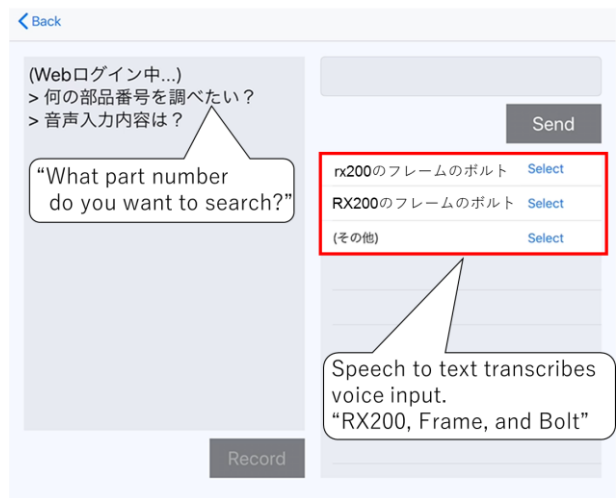 Back
(Webログイン中...)
> 何の部品番号を調べたい？
> 音声入力内容は？
“What part number
do you want to search?”
Record
Send
rx200のフレームのボルト Select
RX200のフレームのボルト Select
(その他) Select
Speech to text transcribes
voice input.
“RX200, Frame, and Bolt”